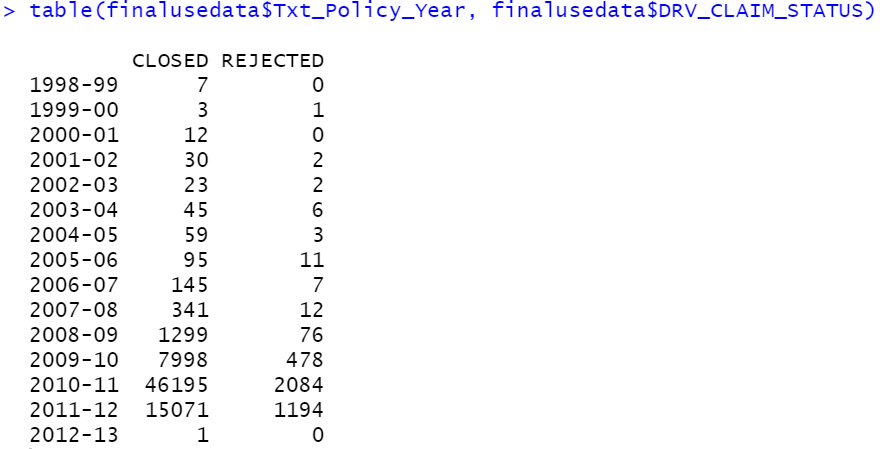 > table(finalusedata$Txt_Policy_Year, finalusedata$DRV_CLAIM_STATUS)
CLOSED REJECTED
1998-99 7 0
1999-00 3 1
2000-01 12 0
2001-02 30 2
2002-03 23 2
2003-04 45 6
2004-05 59 3
2005-06 95 11
2006-07 145 7
2007-08 341 12
2008-09 1299 76
2009-10 7998 478
2010-11 46195 2084
2011-12 15071 1194
2012-13 1 0